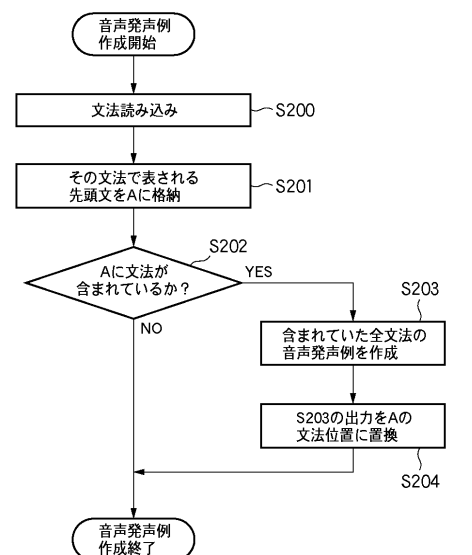 音声発声例
作成開始
文法読み込み
S200
その文法で表される
先頭文をAに格納
S201
S202
Aに文法が
含まれているか？
YES
NO
S203
含まれていた全文法の
音声発声例を作成
S203の出力をAの
文法位置に置換
S204
音声発声例
作成終了